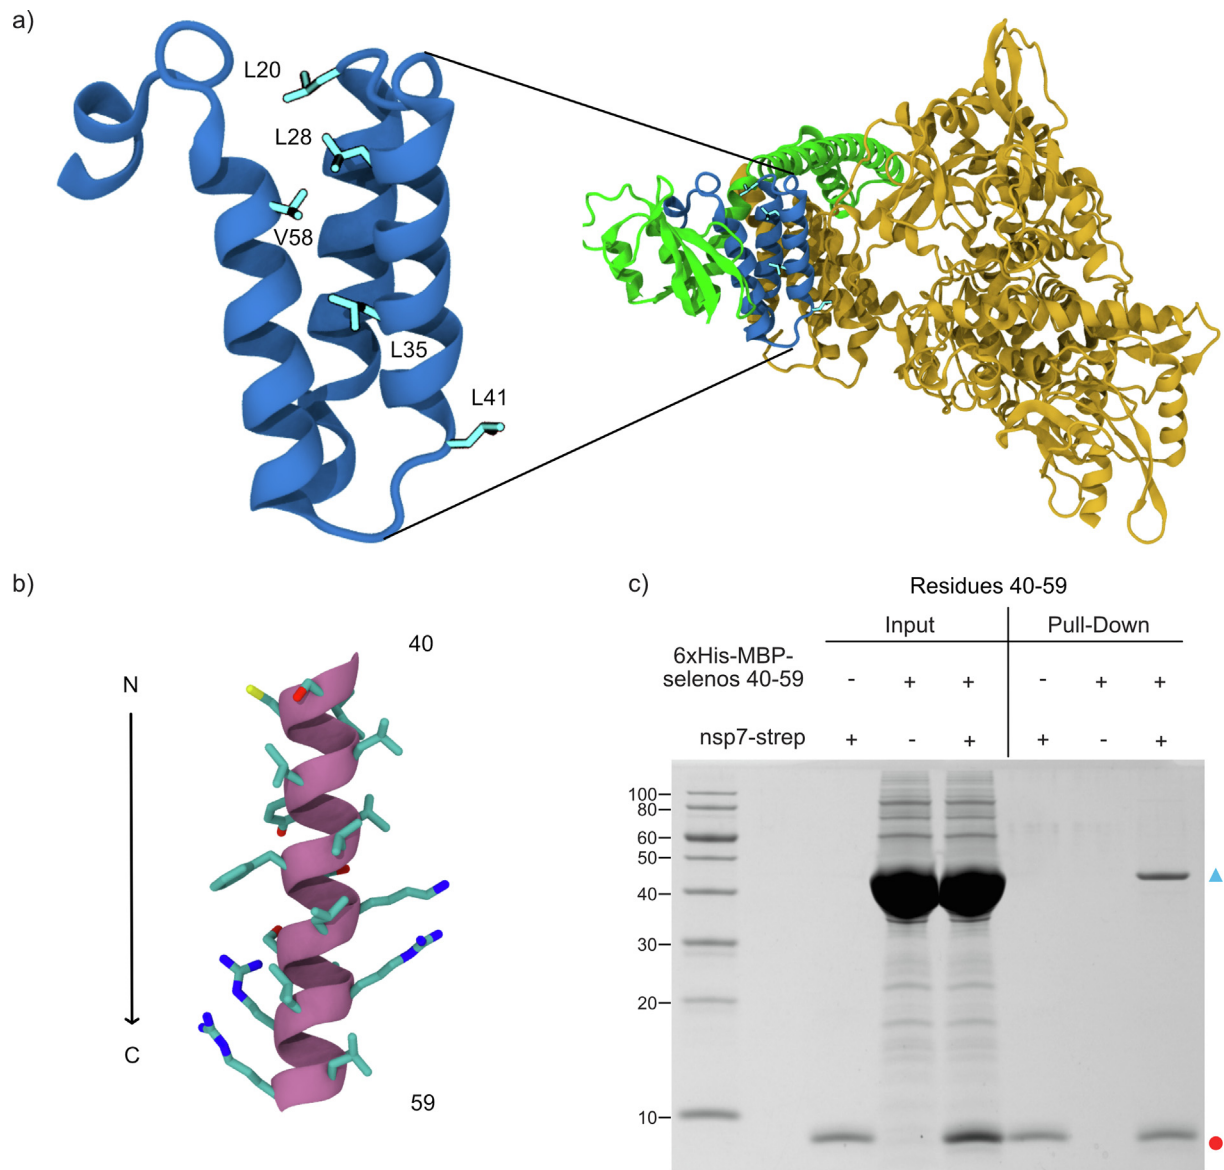 a)
L20
L28
V58
L35
L41
b)
40
N
C
59
c)
Residues 40-59
Input Pull-Down
6xHis-MBP-
selenos 40-59 - + + - + +
nsp7-strep + - + + - +
100
80
60
50
40
30
20
10